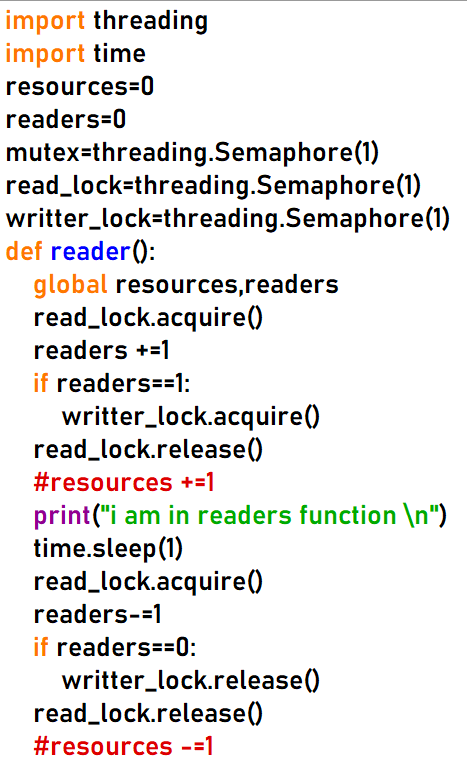 import threading
import time
resources=0
readers=0
mutex=threading.Semaphore(1)
read_lock=threading.Semaphore(1)
writter_lock=threading.Semaphore(1)
def reader():
    global resources,readers
    read_lock.acquire()
    readers +=1
    if readers==1:
        writter_lock.acquire()
    read_lock.release()
    #resources +=1
    print("i am in readers function \n")
    time.sleep(1)
    read_lock.acquire()
    readers-=1
    if readers==0:
        writter_lock.release()
    read_lock.release()
    #resources -=1